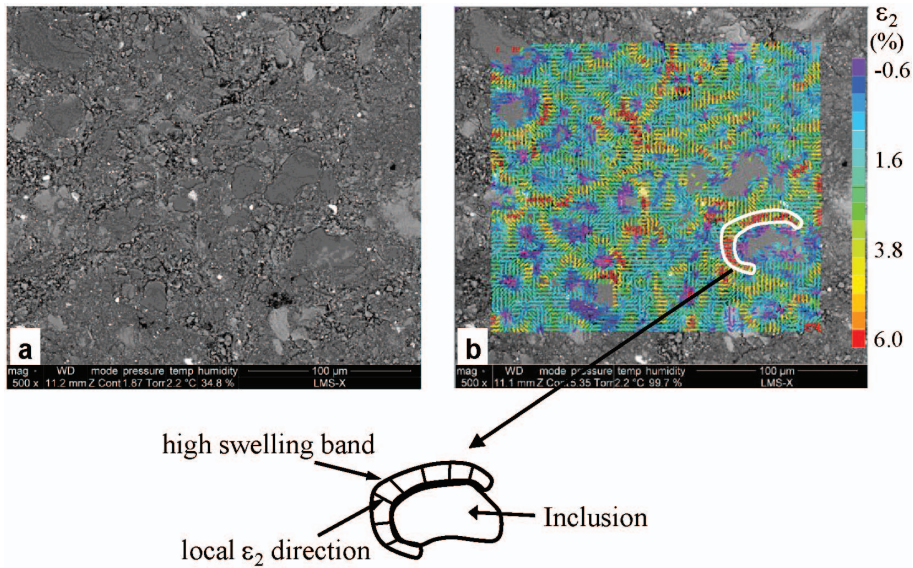 ε2
(%)
-0.6
1.6
3.8
6.0
a
mag WD mode pressure temp humidity 100 µm
500 x 11.2 mm Z Cont 1.87 Torr 2.2 °C 34.8 % LMS-X
b
mag WD mode pressure temp humidity 100 µm
500 x 11.1 mm Z Cont 5.35 Torr 2.2 °C 99.7 % LMS-X
high swelling band
Inclusion
local ε2 direction